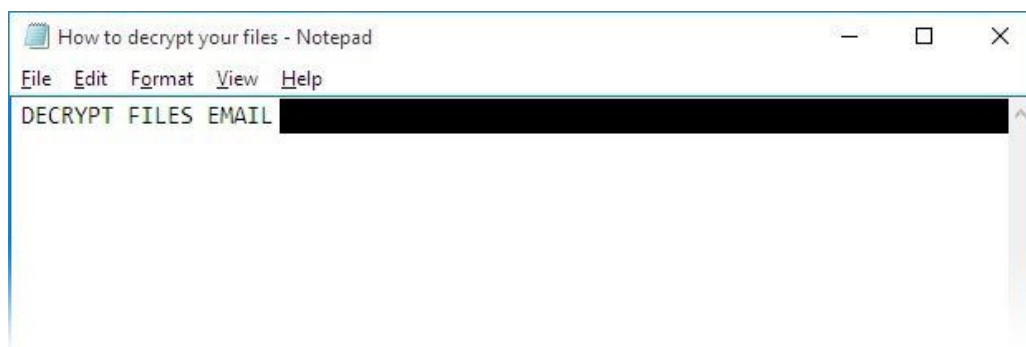 How to decrypt your files - Notepad
File Edit Format View Help
DECRYPT FILES EMAIL